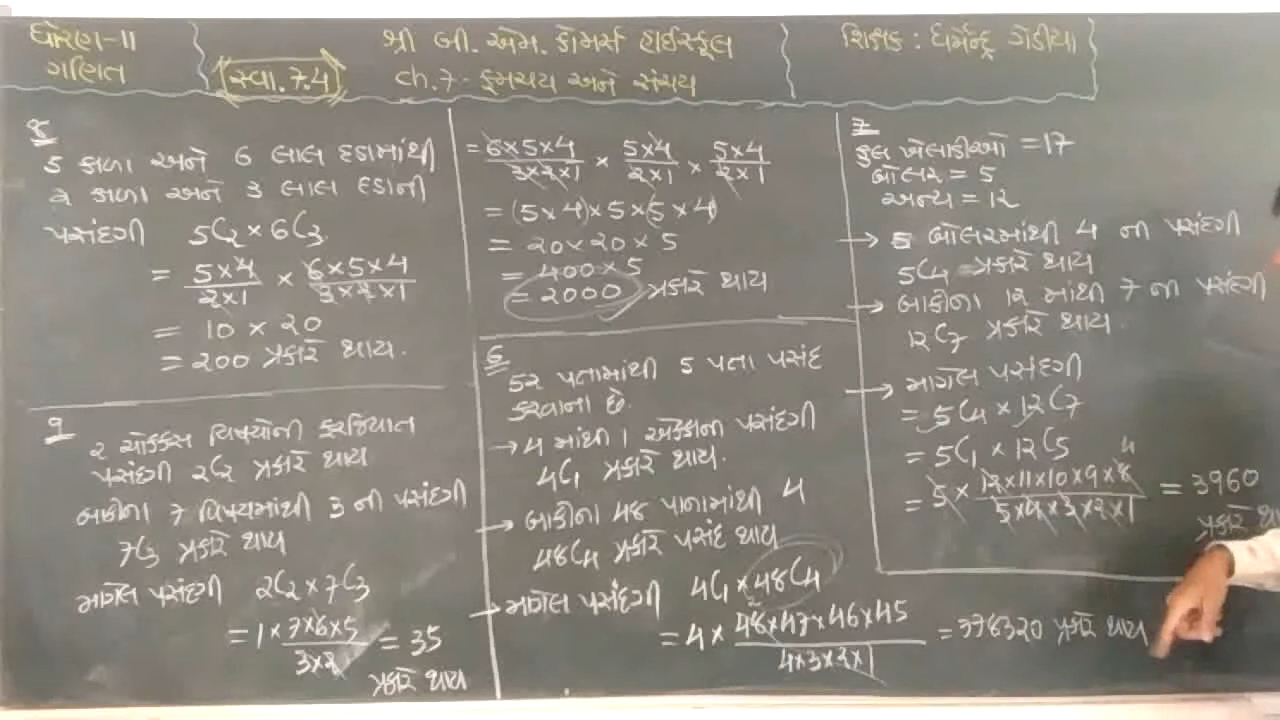 ધોરણ-11
ગણિત
સ્વા.7.4
શ્રી બી. એમ. કોમર્સ હાઈસ્કૂલ
ch.7 - ક્રમચય અને સંચય
શિક્ષક : ધર્મેન્દ્ર ગેડીયા
8
5 કાળા અને 6 લાલ દડામાંથી
2 કાળા અને 3 લાલ દડાની
પસંદગી 5C2 × 6C3
= 5×4 / 2×1 × 6×5×4 / 3×2×1
= 10 × 20
= 200 પ્રકારે થાય.
9
2 ચોક્કસ વિષયોની ફરજિયાત
પસંદગી 2C2 પ્રકારે થાય
બાકીના 7 વિષયમાંથી 3 ની પસંદગી
7C3 પ્રકારે થાય
માગેલ પસંદગી 2C2 × 7C3
= 1 × 7×6×5 / 3×2 = 35
પ્રકારે થાય
= 6×5×4 / 3×2×1 × 5×4 / 2×1 × 5×4 / 2×1
= (5×4)×5×(5×4)
= 20×20×5
= 400×5
= 2000 પ્રકારે થાય
6
52 પતામાંથી 5 પતા પસંદ
કરવાના છે.
→ 4 માંથી 1 એક્કાની પસંદગી
4C1 પ્રકારે થાય.
→ બાકીના 48 પાનામાંથી 4
48C4 પ્રકારે પસંદ થાય
→ માગેલ પસંદગી 4C1 × 48C4
= 4 × 48×47×46×45 / 4×3×2×1 = 778320 પ્રકારે થાય
7
કુલ ખેલાડીઓ = 17
બોલર = 5
અન્ય = 12
→ 5 બોલરમાંથી 4 ની પસંદગી
5C4 પ્રકારે થાય
→ બાકીના 12 માંથી 7 ની પસંદગી
12C7 પ્રકારે થાય.
→ માગેલ પસંદગી
= 5C4 × 12C7
= 5C1 × 12C5
= 5 × 12×11×10×9×8 / 5×4×3×2×1 = 3960